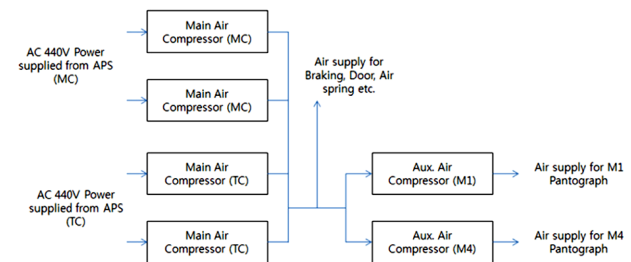 Main Air
Compressor (MC)
AC 440V Power
supplied from APS
(MC)
Main Air
Compressor (MC)
Air supply for
Braking, Door, Air
spring etc.
Main Air
Compressor (TC)
AC 440V Power
supplied from APS
(TC)
Main Air
Compressor (TC)
Aux. Air
Compressor (M1)
Air supply for M1
Pantograph
Aux. Air
Compressor (M4)
Air supply for M4
Pantograph